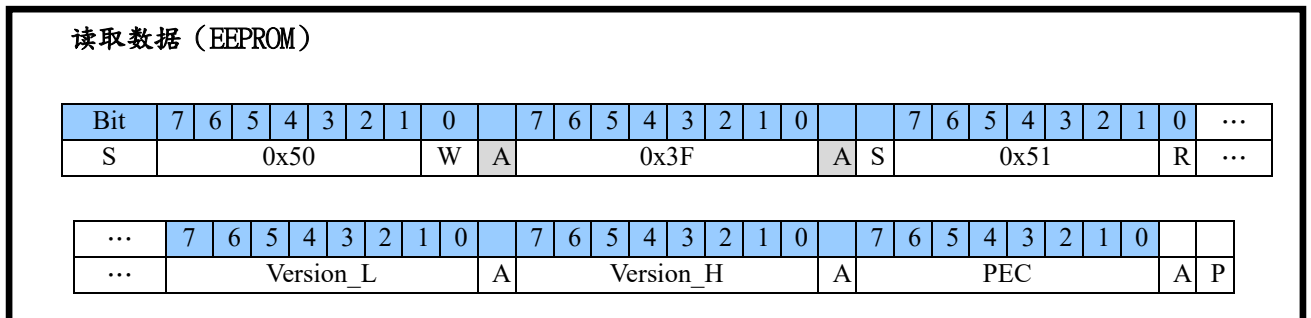 读取数据（EEPROM）
Bit 7 6 5 4 3 2 1 0 7 6 5 4 3 2 1 0 7 6 5 4 3 2 1 0 …
S 0x50 W A 0x3F A S 0x51 R …
… 7 6 5 4 3 2 1 0 7 6 5 4 3 2 1 0 7 6 5 4 3 2 1 0
… Version_L A Version_H A PEC A P